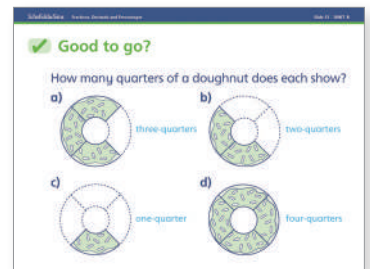 Good to go?
How many quarters of a doughnut does each show?
a)
three-quarters
b)
two-quarters
c)
one-quarter
d)
four-quarters